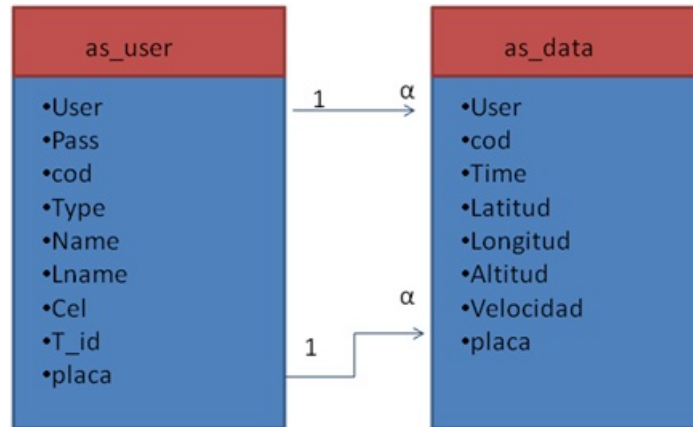 as_user
•User
•Pass
•cod
•Type
•Name
•Lname
•Cel
•T_id
•placa
1
α
1
α
as_data
•User
•cod
•Time
•Latitud
•Longitud
•Altitud
•Velocidad
•placa